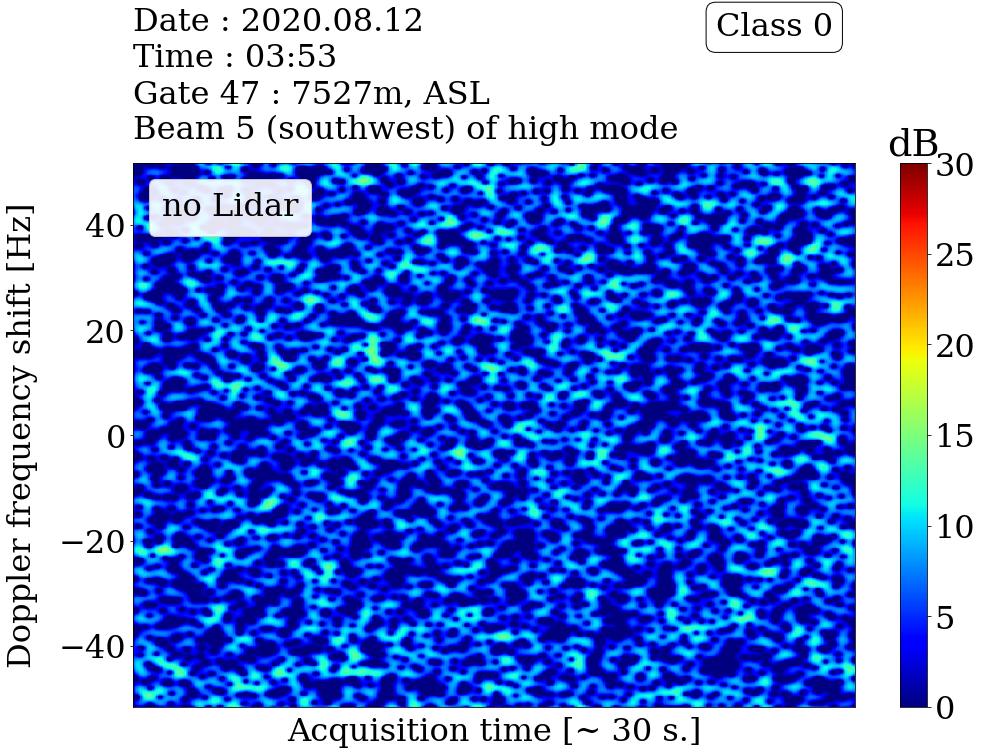 Date : 2020.08.12
Time : 03:53
Gate 47 : 7527m, ASL
Beam 5 (southwest) of high mode
Class 0
dB
no Lidar
Doppler frequency shift [Hz]
40
20
0
−20
−40
30
25
20
15
10
5
0
Acquisition time [~ 30 s.]